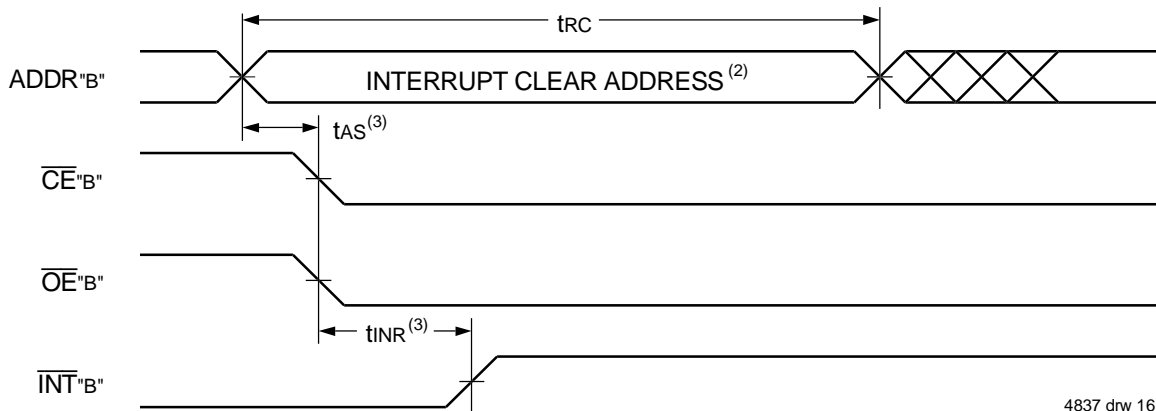 tRC
ADDR"B"
INTERRUPT CLEAR ADDRESS (2)
tAS(3)
CE"B"
OE"B"
tINR(3)
INT"B"
4837 drw 16